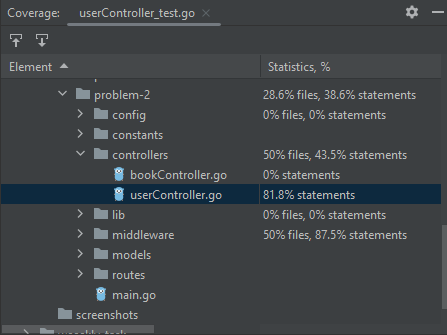 Coverage: userController_test.go
Element Statistics, %
problem-2 28.6% files, 38.6% statements
config 0% files, 0% statements
constants
controllers 50% files, 43.5% statements
bookController.go 0% statements
userController.go 81.8% statements
lib 0% files, 0% statements
middleware 50% files, 87.5% statements
models
routes
main.go
screenshots